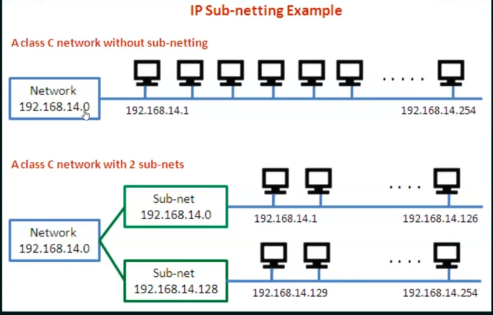 IP Sub-netting Example
A class C network without sub-netting
Network
192.168.14.0
192.168.14.1
192.168.14.254
A class C network with 2 sub-nets
Sub-net
192.168.14.0
192.168.14.1
192.168.14.126
Network
192.168.14.0
Sub-net
192.168.14.128
192.168.14.129
192.168.14.254